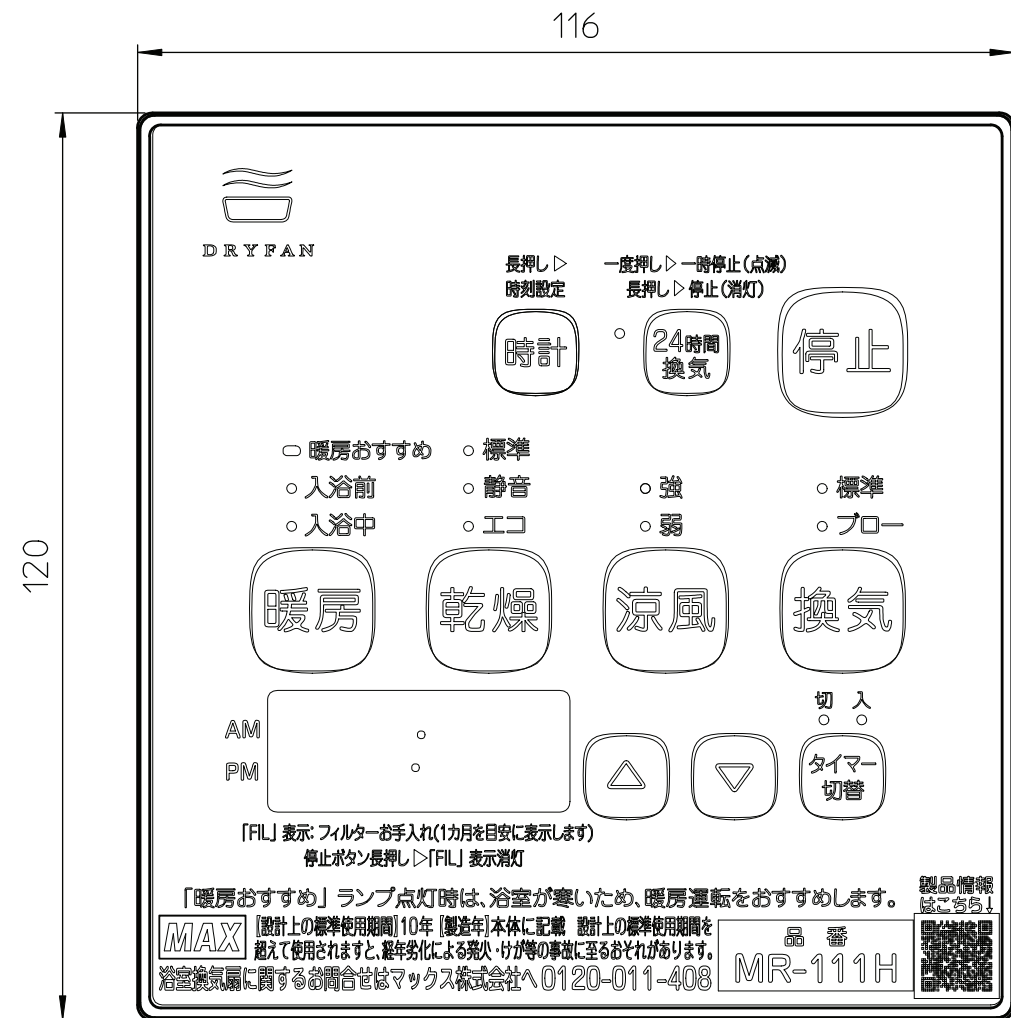 116
120
DRYFAN
長押し▷
時刻設定
一度押し▷一時停止(点滅)
長押し▷停止(消灯)
時計
24時間
換気
停止
暖房おすすめ
入浴前
入浴中
標準
静音
エコ
強
弱
標準
ブロー
暖房
乾燥
涼風
換気
AM
PM
切 入
タイマー
切替
「FIL」表示:フィルターお手入れ(1カ月を目安に表示します)
停止ボタン長押し▷「FIL」表示消灯
「暖房おすすめ」ランプ点灯時は、浴室が寒いため、暖房運転をおすすめします。
製品情報
はこちら↓
MAX
[設計上の標準使用期間]10年 [製造年]本体に記載 設計上の標準使用期間を
超えて使用されますと、経年劣化による発火・けが等の事故に至るおそれがあります。
浴室換気扇に関するお問合せはマックス株式会社へ0120-011-408
品番
MR-111H